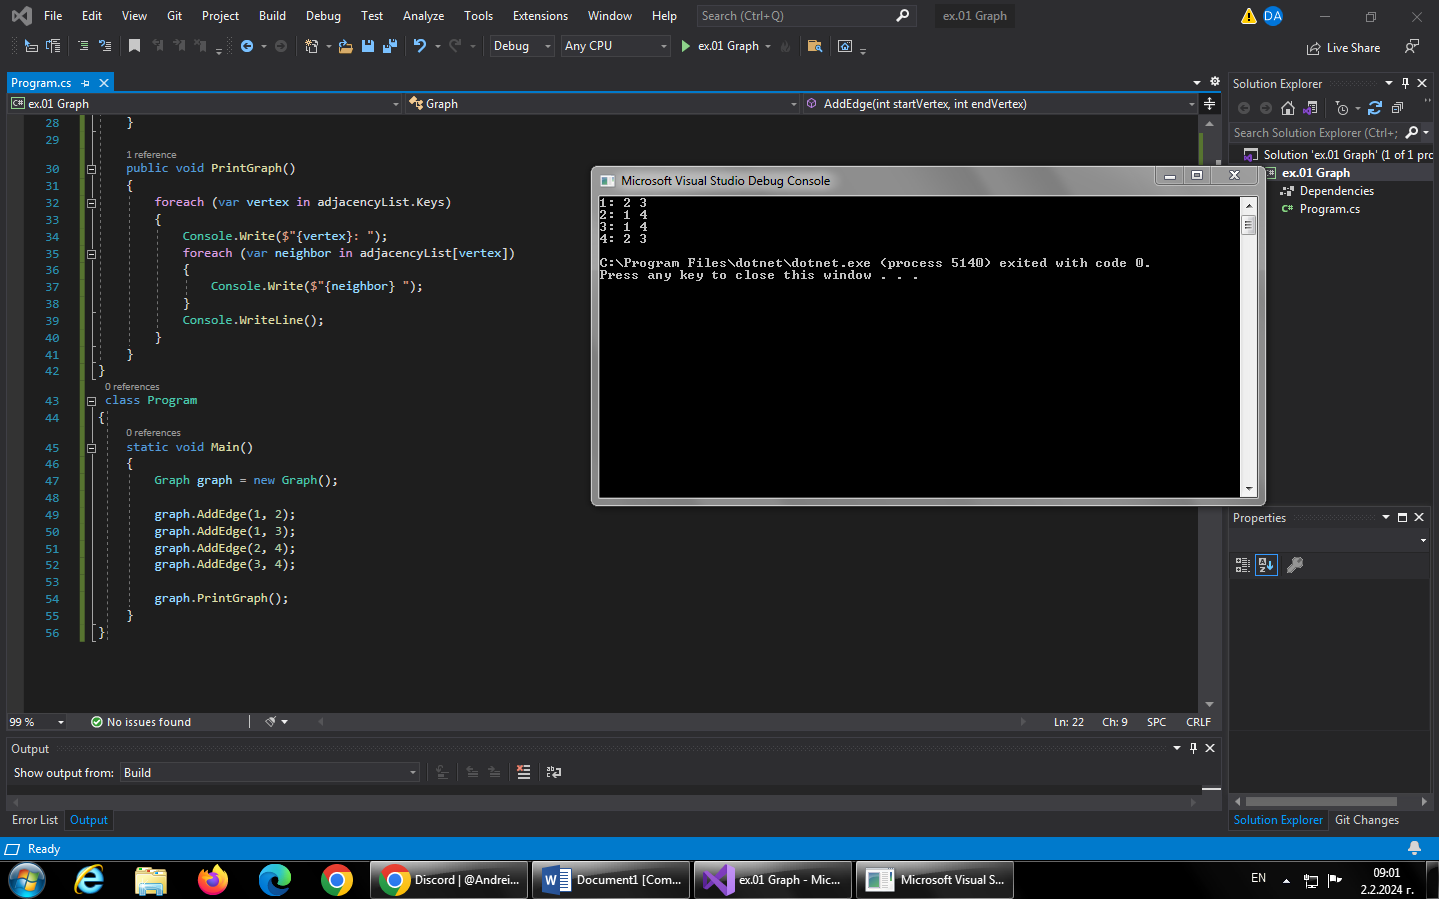 File Edit View Git Project Build Debug Test Analyze Tools Extensions Window Help Search (Ctrl+Q) ex.01 Graph DA
Debug Any CPU ex.01 Graph Live Share
Program.cs
C# ex.01 Graph Graph AddEdge(int startVertex, int endVertex)
28 }
29
1 reference
30 public void PrintGraph()
31 {
32 foreach (var vertex in adjacencyList.Keys)
33 {
34 Console.Write($"{vertex}: ");
35 foreach (var neighbor in adjacencyList[vertex])
36 {
37 Console.Write($"{neighbor} ");
38 }
39 Console.WriteLine();
40 }
41 }
42 }
0 references
43 class Program
44 {
0 references
45 static void Main()
46 {
47 Graph graph = new Graph();
48
49 graph.AddEdge(1, 2);
50 graph.AddEdge(1, 3);
51 graph.AddEdge(2, 4);
52 graph.AddEdge(3, 4);
53
54 graph.PrintGraph();
55 }
56 }
Microsoft Visual Studio Debug Console
1: 2 3
2: 1 4
3: 1 4
4: 2 3
C:\Program Files\dotnet\dotnet.exe (process 5140) exited with code 0.
Press any key to close this window . . .
Solution Explorer
Search Solution Explorer (Ctrl+;
Solution 'ex.01 Graph' (1 of 1 pro
ex.01 Graph
Dependencies
C# Program.cs
Properties
99 % No issues found Ln: 22 Ch: 9 SPC CRLF
Output
Show output from: Build
Error List Output
Solution Explorer Git Changes
Ready
Discord | @Andrei... Document1 [Com... ex.01 Graph - Mic... Microsoft Visual S...
EN 09:01
2.2.2024 г.